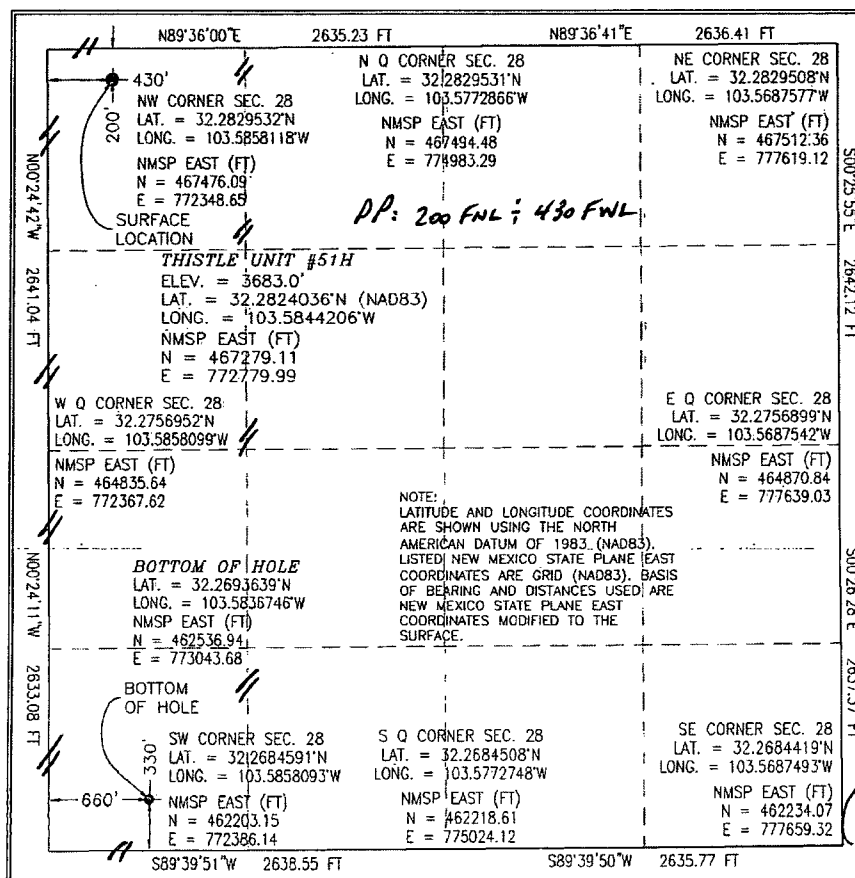 N89°36'00"E 2635.23 FT N89°36'41"E 2636.41 FT
430'
200'
NW CORNER SEC. 28
LAT. = 32.2829532°N
LONG. = 103.5858118°W
NMSP EAST (FT)
N = 467476.09
E = 772348.65
SURFACE
LOCATION
N Q CORNER SEC. 28
LAT. = 32.2829531°N
LONG. = 103.5772866°W
NMSP EAST (FT)
N = 467494.48
E = 774983.29
NE CORNER SEC. 28
LAT. = 32.2829508°N
LONG. = 103.5687577°W
NMSP EAST (FT)
N = 467512.36
E = 777619.12
PP: 200 FNL ; 430 FWL
N00°24'42"W 2641.04 FT
S00°25'55"E 2642.12 FT
THISTLE UNIT #51H
ELEV. = 3683.0'
LAT. = 32.2824036°N (NAD83)
LONG. = 103.5844206°W
NMSP EAST (FT)
N = 467279.11
E = 772779.99
W Q CORNER SEC. 28
LAT. = 32.2756952°N
LONG. = 103.5858099°W
NMSP EAST (FT)
N = 464835.64
E = 772367.62
E Q CORNER SEC. 28
LAT. = 32.2756899°N
LONG. = 103.5687542°W
NMSP EAST (FT)
N = 464870.84
E = 777639.03
NOTE:
LATITUDE AND LONGITUDE COORDINATES
ARE SHOWN USING THE NORTH
AMERICAN DATUM OF 1983 (NAD83).
LISTED NEW MEXICO STATE PLANE EAST
COORDINATES ARE GRID (NAD83). BASIS
OF BEARING AND DISTANCES USED ARE
NEW MEXICO STATE PLANE EAST
COORDINATES MODIFIED TO THE
SURFACE.
N00°24'11"W 2633.08 FT
S00°26'28"E 2637.37 FT
BOTTOM OF HOLE
LAT. = 32.2693639°N
LONG. = 103.5836746°W
NMSP EAST (FT)
N = 462536.94
E = 773043.68
BOTTOM
OF HOLE
330'
660'
SW CORNER SEC. 28
LAT. = 32.2684591°N
LONG. = 103.5858093°W
NMSP EAST (FT)
N = 462203.15
E = 772386.14
S Q CORNER SEC. 28
LAT. = 32.2684508°N
LONG. = 103.5772748°W
NMSP EAST (FT)
N = 462218.61
E = 775024.12
SE CORNER SEC. 28
LAT. = 32.2684419°N
LONG. = 103.5687493°W
NMSP EAST (FT)
N = 462234.07
E = 777659.32
S89°39'51"W 2638.55 FT S89°39'50"W 2635.77 FT